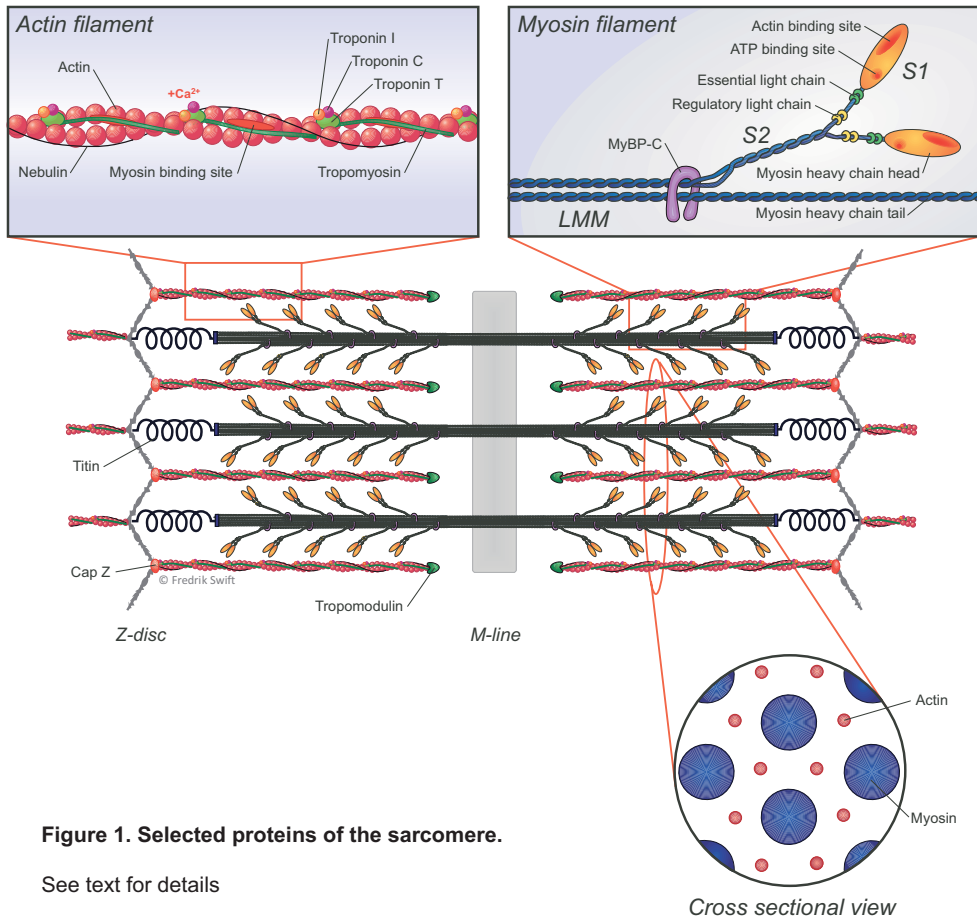 Actin filament
Troponin I
Troponin C
Troponin T
Actin
+Ca²⁺
Nebulin
Myosin binding site
Tropomyosin
Myosin filament
Actin binding site
ATP binding site
S1
Essential light chain
Regulatory light chain
S2
MyBP-C
Myosin heavy chain head
LMM
Myosin heavy chain tail
Titin
Cap Z
© Fredrik Swift
Tropomodulin
Z-disc
M-line
Actin
Myosin
Cross sectional view
Figure 1. Selected proteins of the sarcomere.
See text for details